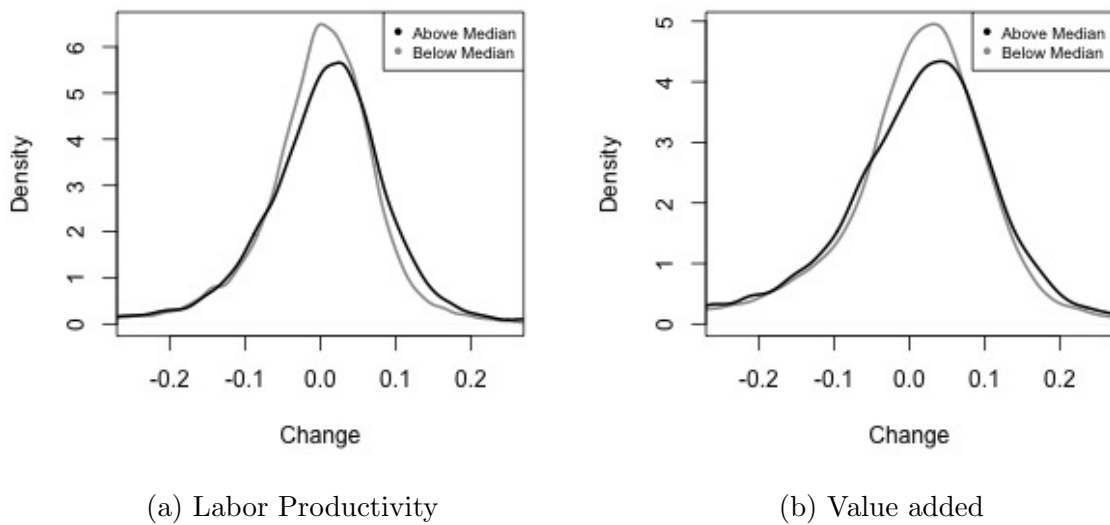 Above Median
Below Median
Density
0 1 2 3 4 5 6
-0.2 -0.1 0.0 0.1 0.2
Change
(a) Labor Productivity
Above Median
Below Median
Density
0 1 2 3 4 5
-0.2 -0.1 0.0 0.1 0.2
Change
(b) Value added